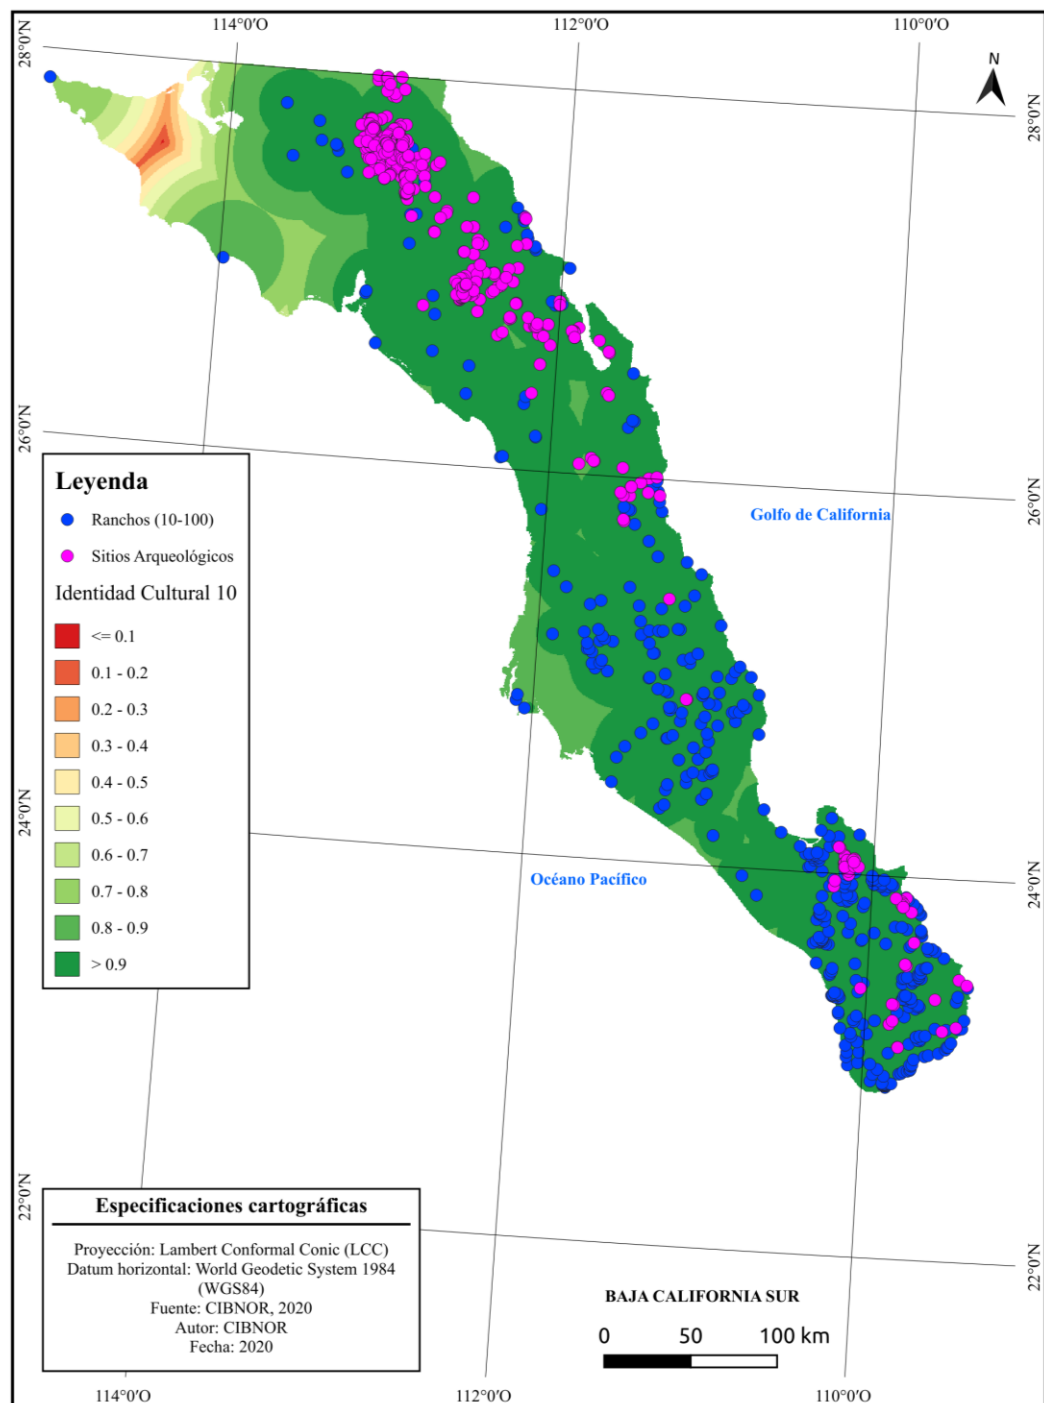 114°0'O
112°0'O
110°0'O
28°0'N
28°0'N
N
26°0'N
26°0'N
Leyenda
Ranchos (10-100)
Sitios Arqueológicos
Identidad Cultural 10
<= 0.1
0.1 - 0.2
0.2 - 0.3
0.3 - 0.4
0.4 - 0.5
0.5 - 0.6
0.6 - 0.7
0.7 - 0.8
0.8 - 0.9
> 0.9
Golfo de California
24°0'N
24°0'N
Océano Pacífico
22°0'N
22°0'N
Especificaciones cartográficas
Proyección: Lambert Conformal Conic (LCC)
Datum horizontal: World Geodetic System 1984
(WGS84)
Fuente: CIBNOR, 2020
Autor: CIBNOR
Fecha: 2020
BAJA CALIFORNIA SUR
0 50 100 km
114°0'O
112°0'O
110°0'O